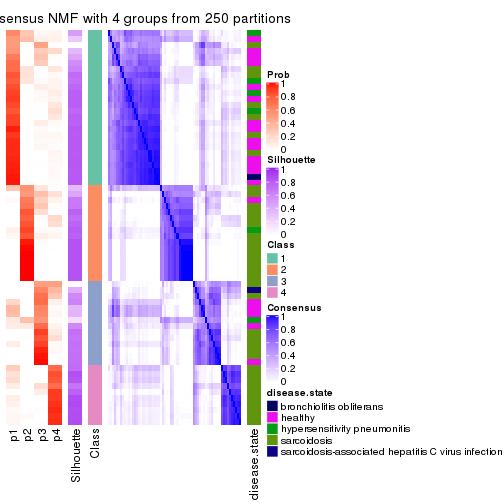 sensus NMF with 4 groups from 250 partitions
Prob
1
0.8
0.6
0.4
0.2
0
Silhouette
1
0.8
0.6
0.4
0.2
0
Class
1
2
3
4
Consensus
1
0.8
0.6
0.4
0.2
0
disease.state
bronchiolitis obliterans
healthy
hypersensitivity pneumonitis
sarcoidosis
sarcoidosis-associated hepatitis C virus infection
p1
p2
p3
p4
Silhouette
Class
disease.state